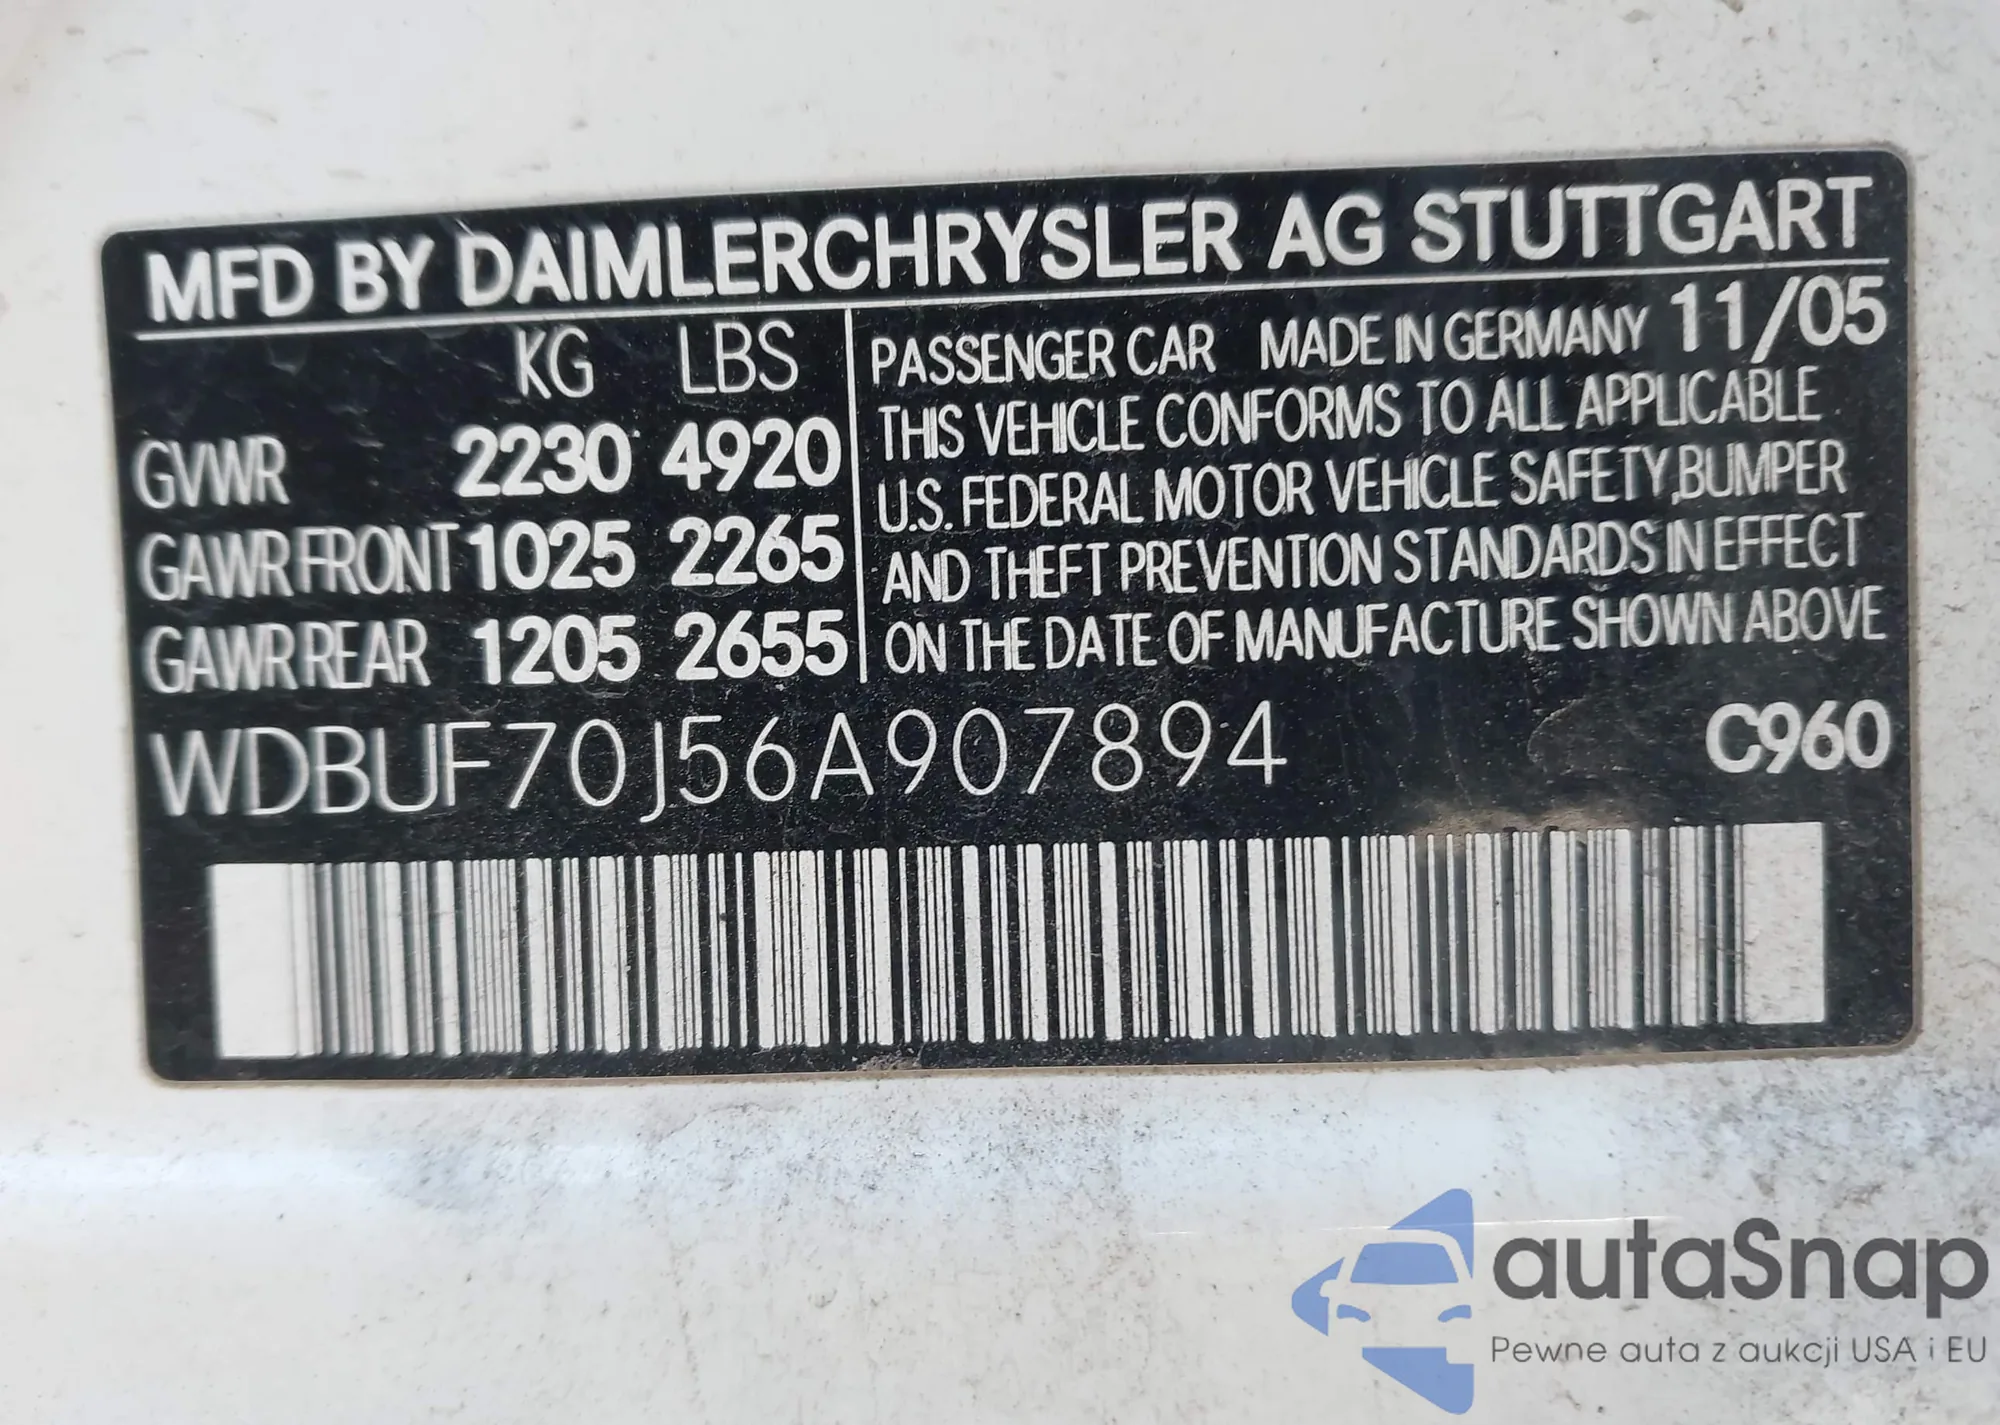 MFD BY DAIMLERCHRYSLER AG STUTTGART
KG LBS
GVWR 2230 4920
GAWR FRONT 1025 2265
GAWR REAR 1205 2655
PASSENGER CAR MADE IN GERMANY 11/05
THIS VEHICLE CONFORMS TO ALL APPLICABLE
U.S. FEDERAL MOTOR VEHICLE SAFETY, BUMPER
AND THEFT PREVENTION STANDARDS IN EFFECT
ON THE DATE OF MANUFACTURE SHOWN ABOVE
WDBUF70J56A907894 C960
autaSnap
Pewne auta z aukcji USA i EU